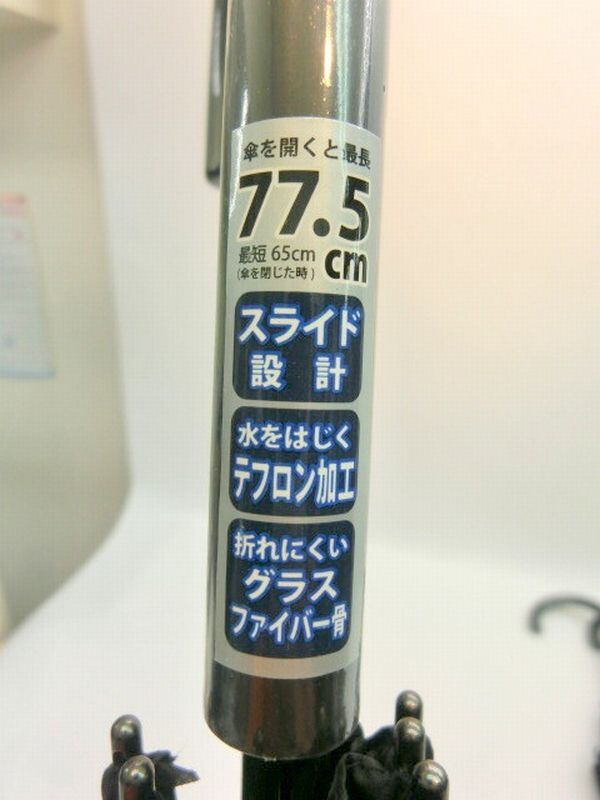 傘を開くと最長
77.5
cm
最短 65cm
(傘を閉じた時)
スライド
設計
水をはじく
テフロン加工
折れにくい
グラス
ファイバー骨